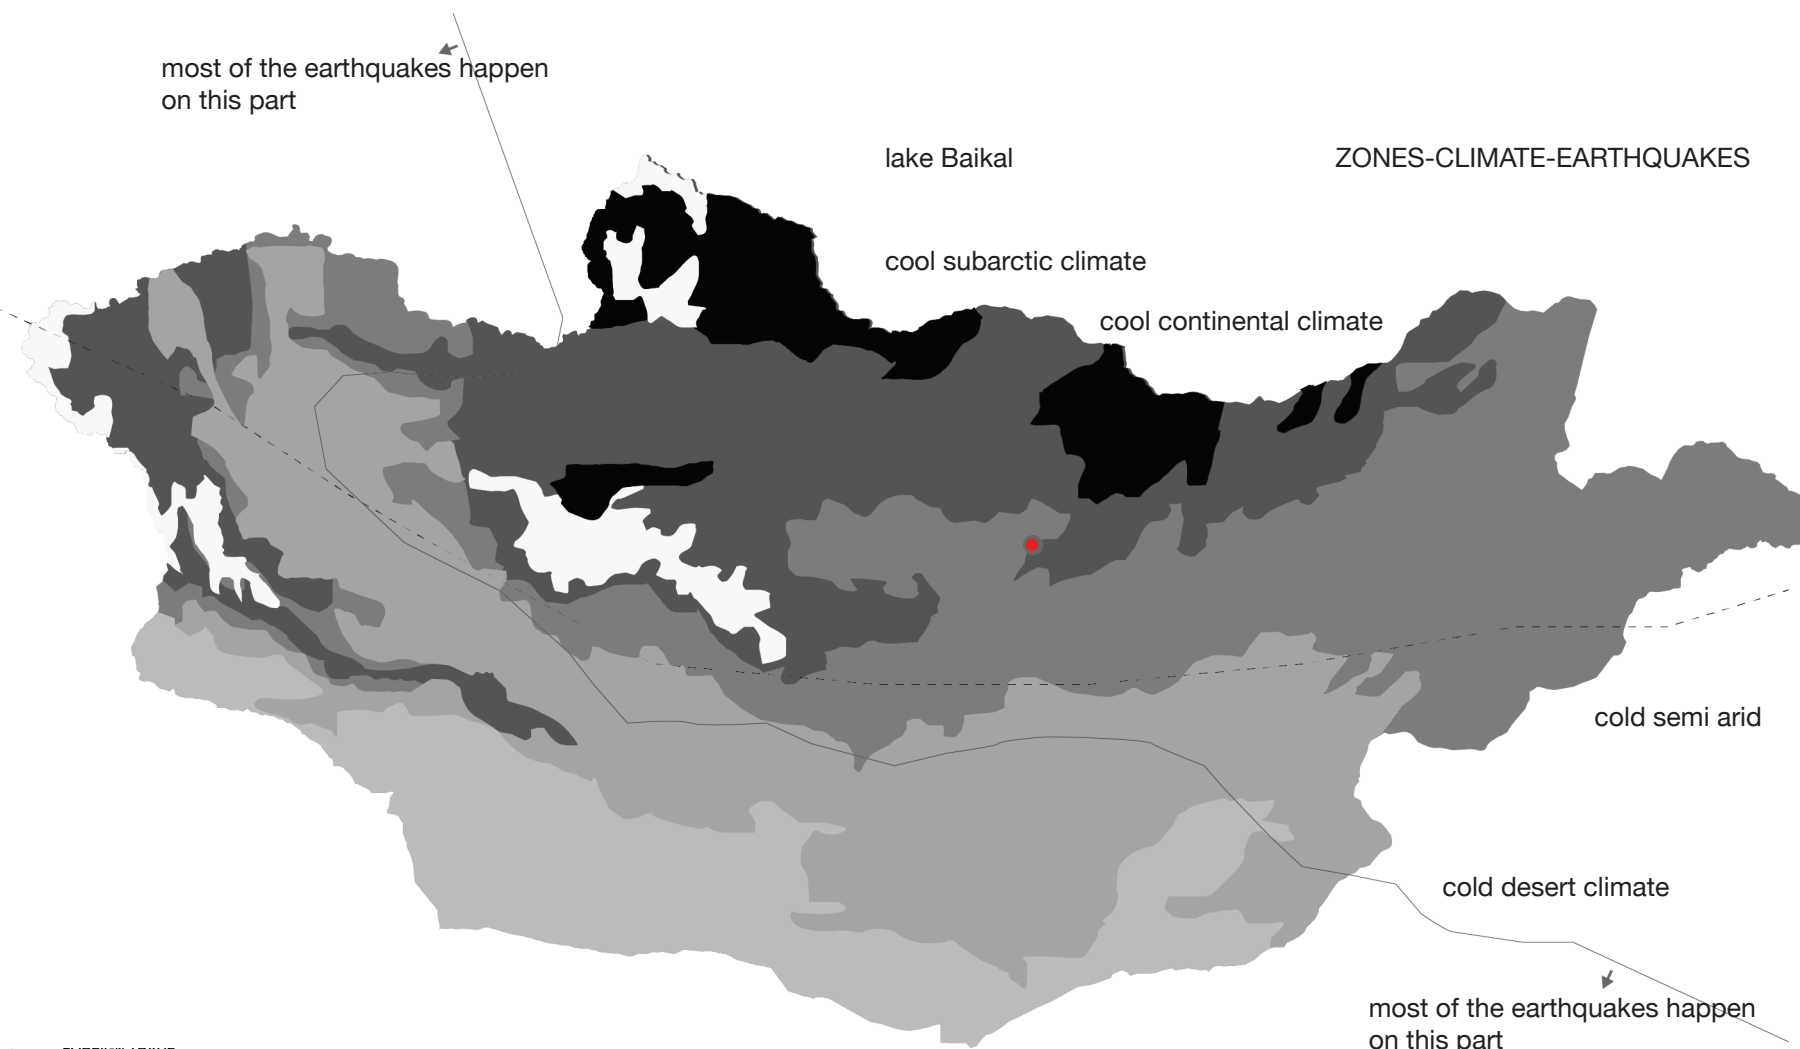 most of the earthquakes happen
on this part
lake Baikal
ZONES-CLIMATE-EARTHQUAKES
cool subarctic climate
cool continental climate
cold semi arid
cold desert climate
most of the earthquakes happen
on this part